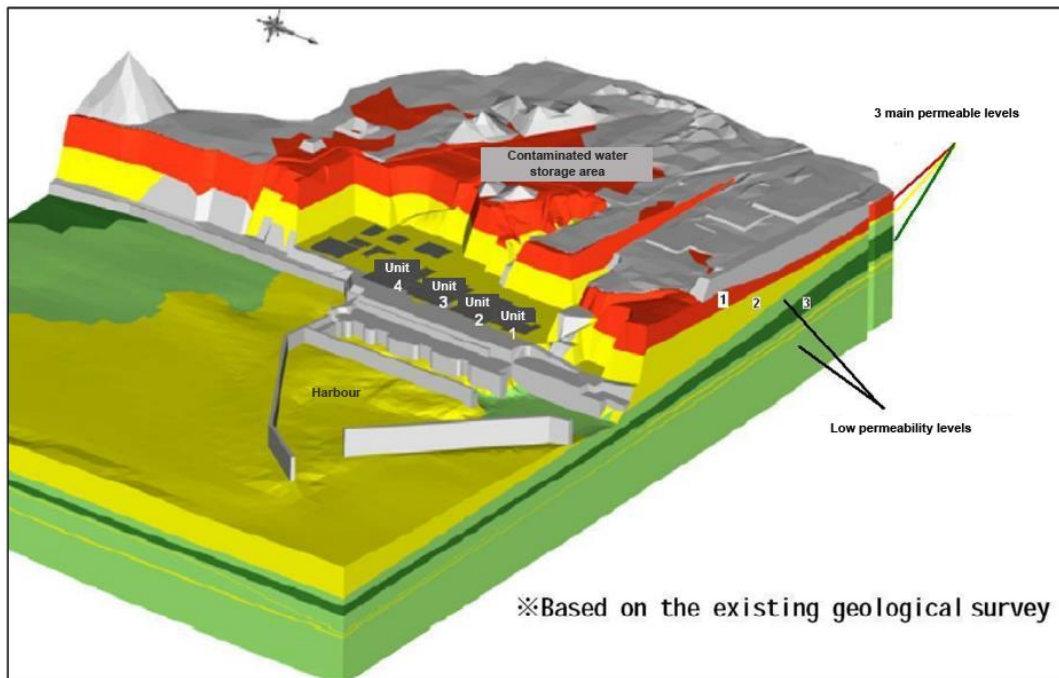 3 main permeable levels
Contaminated water
storage area
Unit
4
Unit
3
Unit
2
Unit
1
1
2
3
Harbour
Low permeability levels
※Based on the existing geological survey